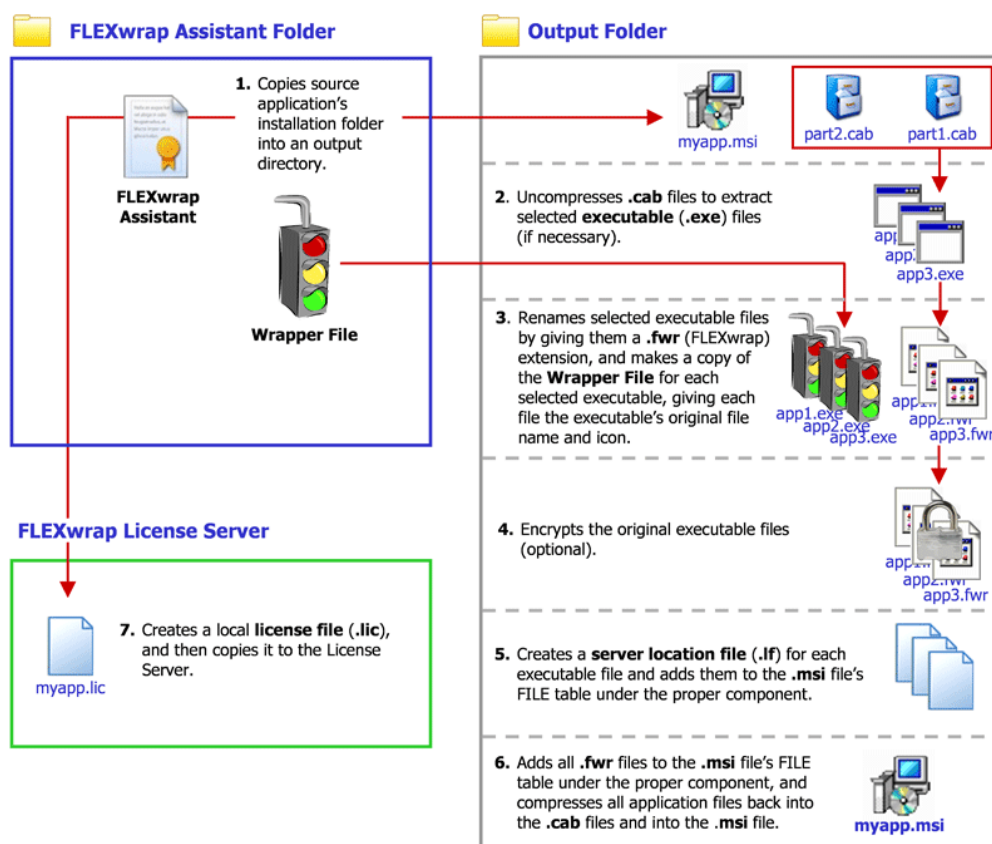 FLEXwrap Assistant Folder
1. Copies source
application's
installation folder
into an output
directory.
FLEXwrap
Assistant
Wrapper File
FLEXwrap License Server
7. Creates a local license file (.lic),
and then copies it to the License
Server.
myapp.lic
Output Folder
myapp.msi
part2.cab
part1.cab
2. Uncompresses .cab files to extract
selected executable (.exe) files
(if necessary).
app3.exe
3. Renames selected executable files
by giving them a .fwr (FLEXwrap)
extension, and makes a copy of
the Wrapper File for each
selected executable, giving each
file the executable's original file
name and icon.
app1.exe
app2.exe
app3.exe
app3.fwr
4. Encrypts the original executable files
(optional).
app3.fwr
5. Creates a server location file (.lf) for each
executable file and adds them to the .msi file's
FILE table under the proper component.
6. Adds all .fwr files to the .msi file's FILE
table under the proper component, and
compresses all application files back into
the .cab files and into the .msi file.
myapp.msi